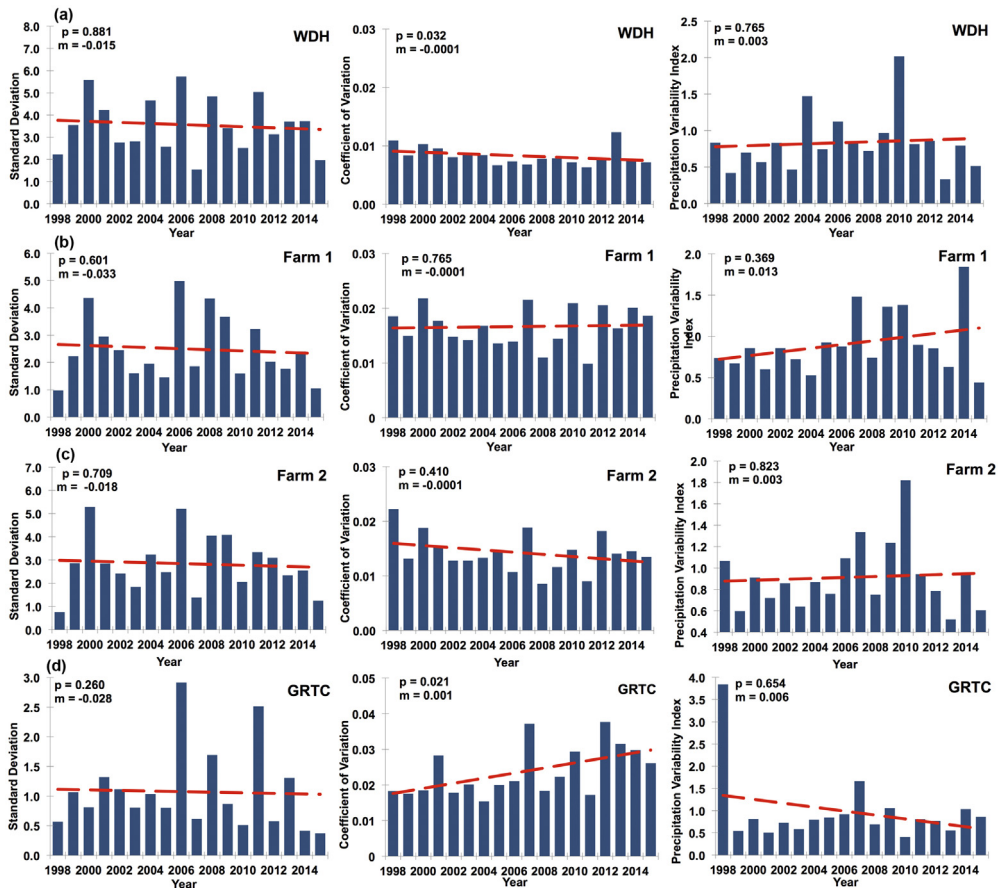 (a)
p = 0.881
m = -0.015
WDH
Standard Deviation
8.0
7.0
6.0
5.0
4.0
3.0
2.0
1.0
0.0
1998 2000 2002 2004 2006 2008 2010 2012 2014
Year
p = 0.032
m = -0.0001
WDH
Coefficient of Variation
0.03
0.02
0.01
0.00
1998 2000 2002 2004 2006 2008 2010 2012 2014
Year
p = 0.765
m = 0.003
WDH
Precipitation Variability Index
2.5
2.0
1.5
1.0
0.5
0.0
1998 2000 2002 2004 2006 2008 2010 2012 2014
Year
(b)
p = 0.601
m = -0.033
Farm 1
Standard Deviation
6.0
5.0
4.0
3.0
2.0
1.0
0.0
1998 2000 2002 2004 2006 2008 2010 2012 2014
Year
p = 0.765
m = -0.0001
Farm 1
Coefficient of Variation
0.03
0.02
0.01
0
1998 2000 2002 2004 2006 2008 2010 2012 2014
Year
p = 0.369
m = 0.013
Farm 1
Precipitation Variability
Index
2.0
1.5
1.0
0.5
0.0
1998 2000 2002 2004 2006 2008 2010 2012 2014
Year
(c)
p = 0.709
m = -0.018
Farm 2
Standard Deviation
7.0
6.0
5.0
4.0
3.0
2.0
1.0
0.0
1998 2000 2002 2004 2006 2008 2010 2012 2014
Year
p = 0.410
m = -0.0001
Farm 2
Coefficient of Variation
0.03
0.02
0.01
0.00
1998 2000 2002 2004 2006 2008 2010 2012 2014
Year
p = 0.823
m = 0.003
Farm 2
Precipitation Variability Index
2.0
1.8
1.6
1.4
1.2
1.0
0.8
0.6
0.4
1998 2000 2002 2004 2006 2008 2010 2012 2014
Year
(d)
p = 0.260
m = -0.028
GRTC
Standard Deviation
3.0
2.5
2.0
1.5
1.0
0.5
0.0
1998 2000 2002 2004 2006 2008 2010 2012 2014
Year
p = 0.021
m = 0.001
GRTC
Coefficient of Variation
0.05
0.04
0.03
0.02
0.01
0
1998 2000 2002 2004 2006 2008 2010 2012 2014
Year
p = 0.654
m = 0.006
GRTC
Precipitation Variability Index
4.0
3.5
3.0
2.5
2.0
1.5
1.0
0.5
0.0
1998 2000 2002 2004 2006 2008 2010 2012 2014
Year